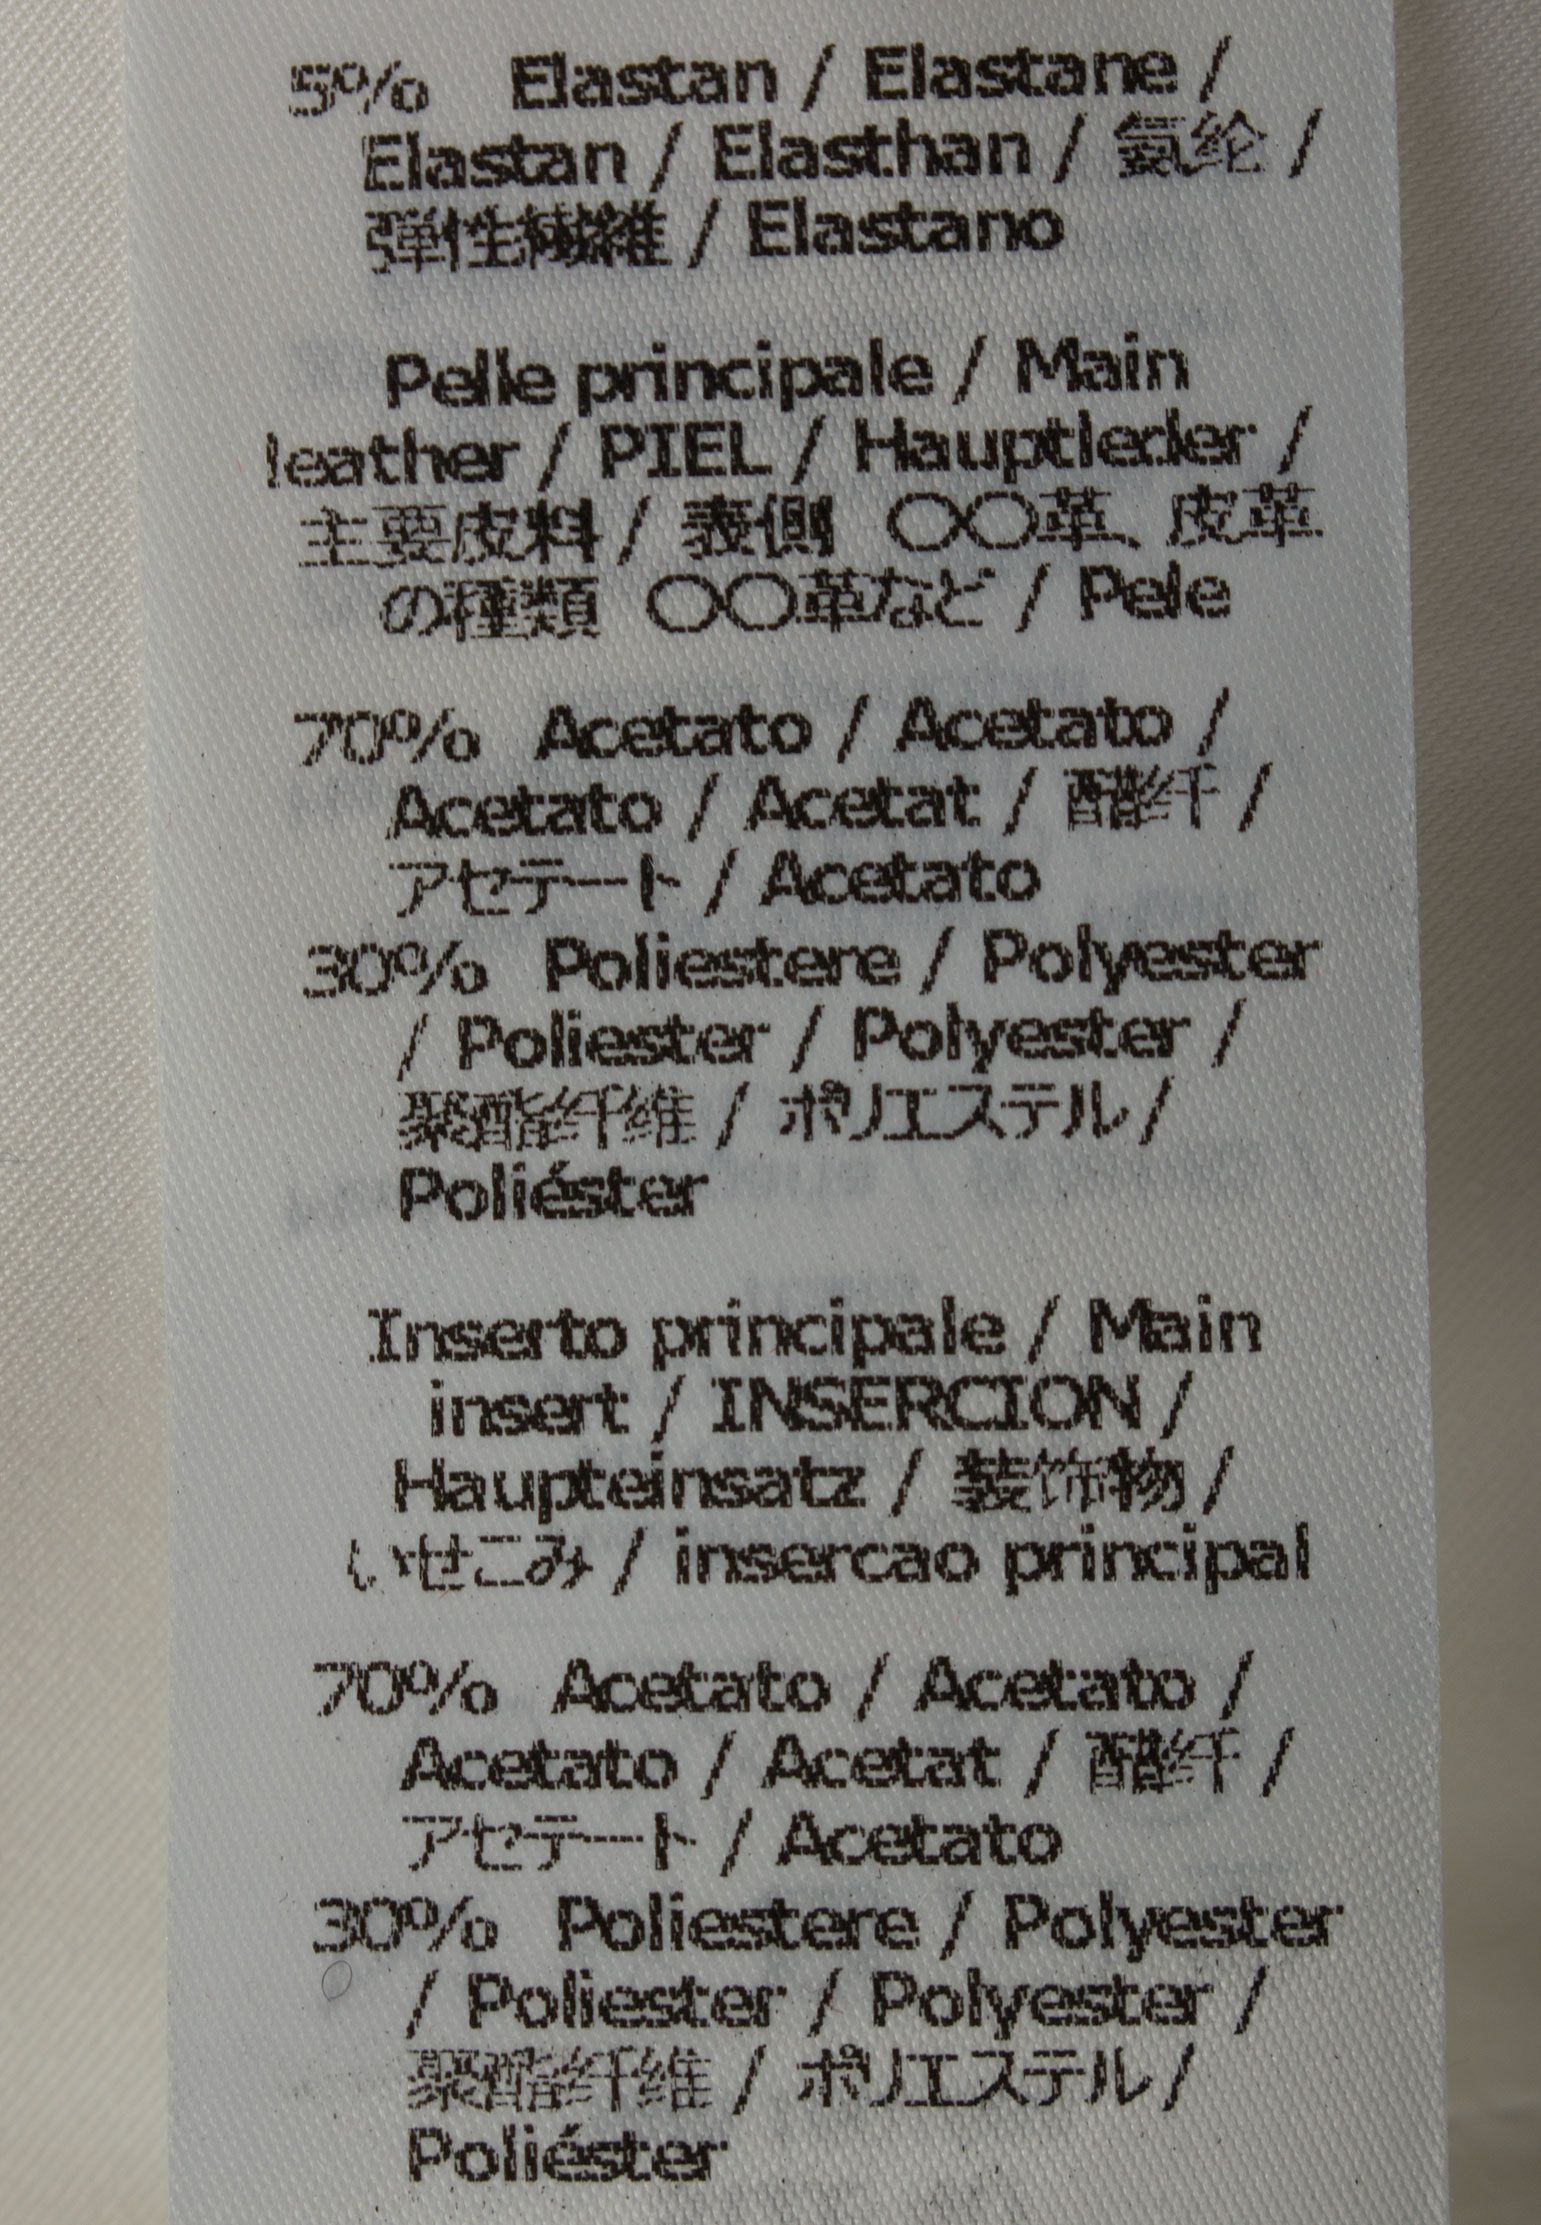 5% Elastan / Elastane /
Elastan / Elasthan / 氨纶 /
弾性繊維 / Elastano
Pelle principale / Main
leather / PIEL / Hauptleder /
主要皮料 / 表側 〇〇革、皮革
の種類 〇〇革など / Pele
70% Acetato / Acetato /
Acetato / Acetat / 醋纤 /
アセテート / Acetato
30% Poliestere / Polyester
/ Poliester / Polyester /
聚酯纤维 / ポリエステル /
Poliéster
Inserto principale / Main
insert / INSERCION /
Haupteinsatz / 装饰物 /
いせこみ / insercao principal
70% Acetato / Acetato /
Acetato / Acetat / 醋纤 /
アセテート / Acetato
30% Poliestere / Polyester
/ Poliester / Polyester /
聚酯纤维 / ポリエステル /
Poliéster